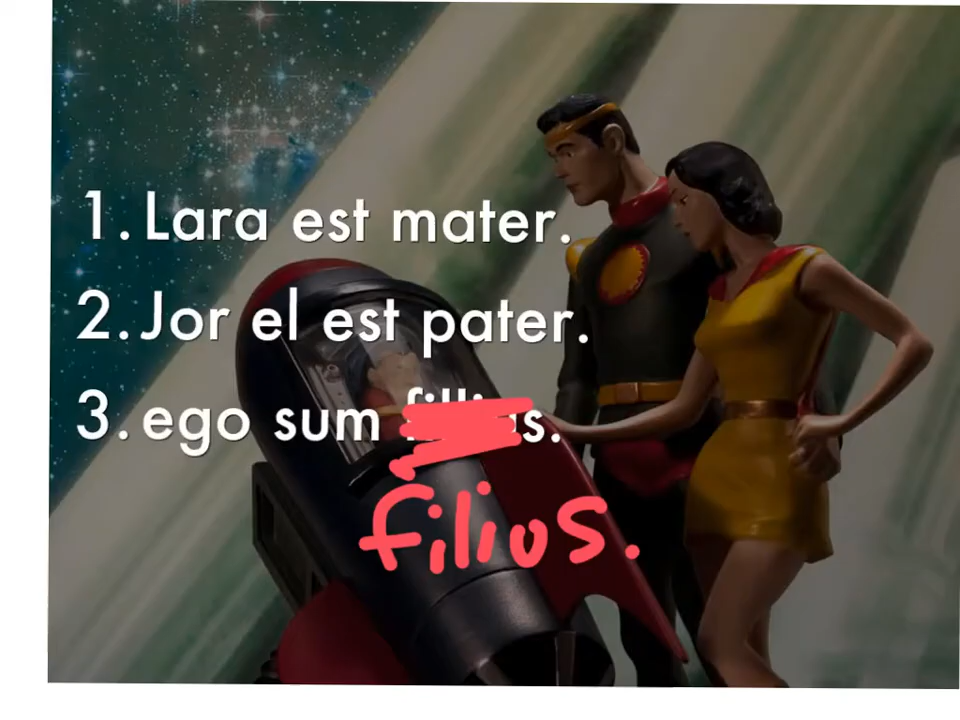 1. Lara est mater.
2. Jor el est pater.
3. ego sum
filius.